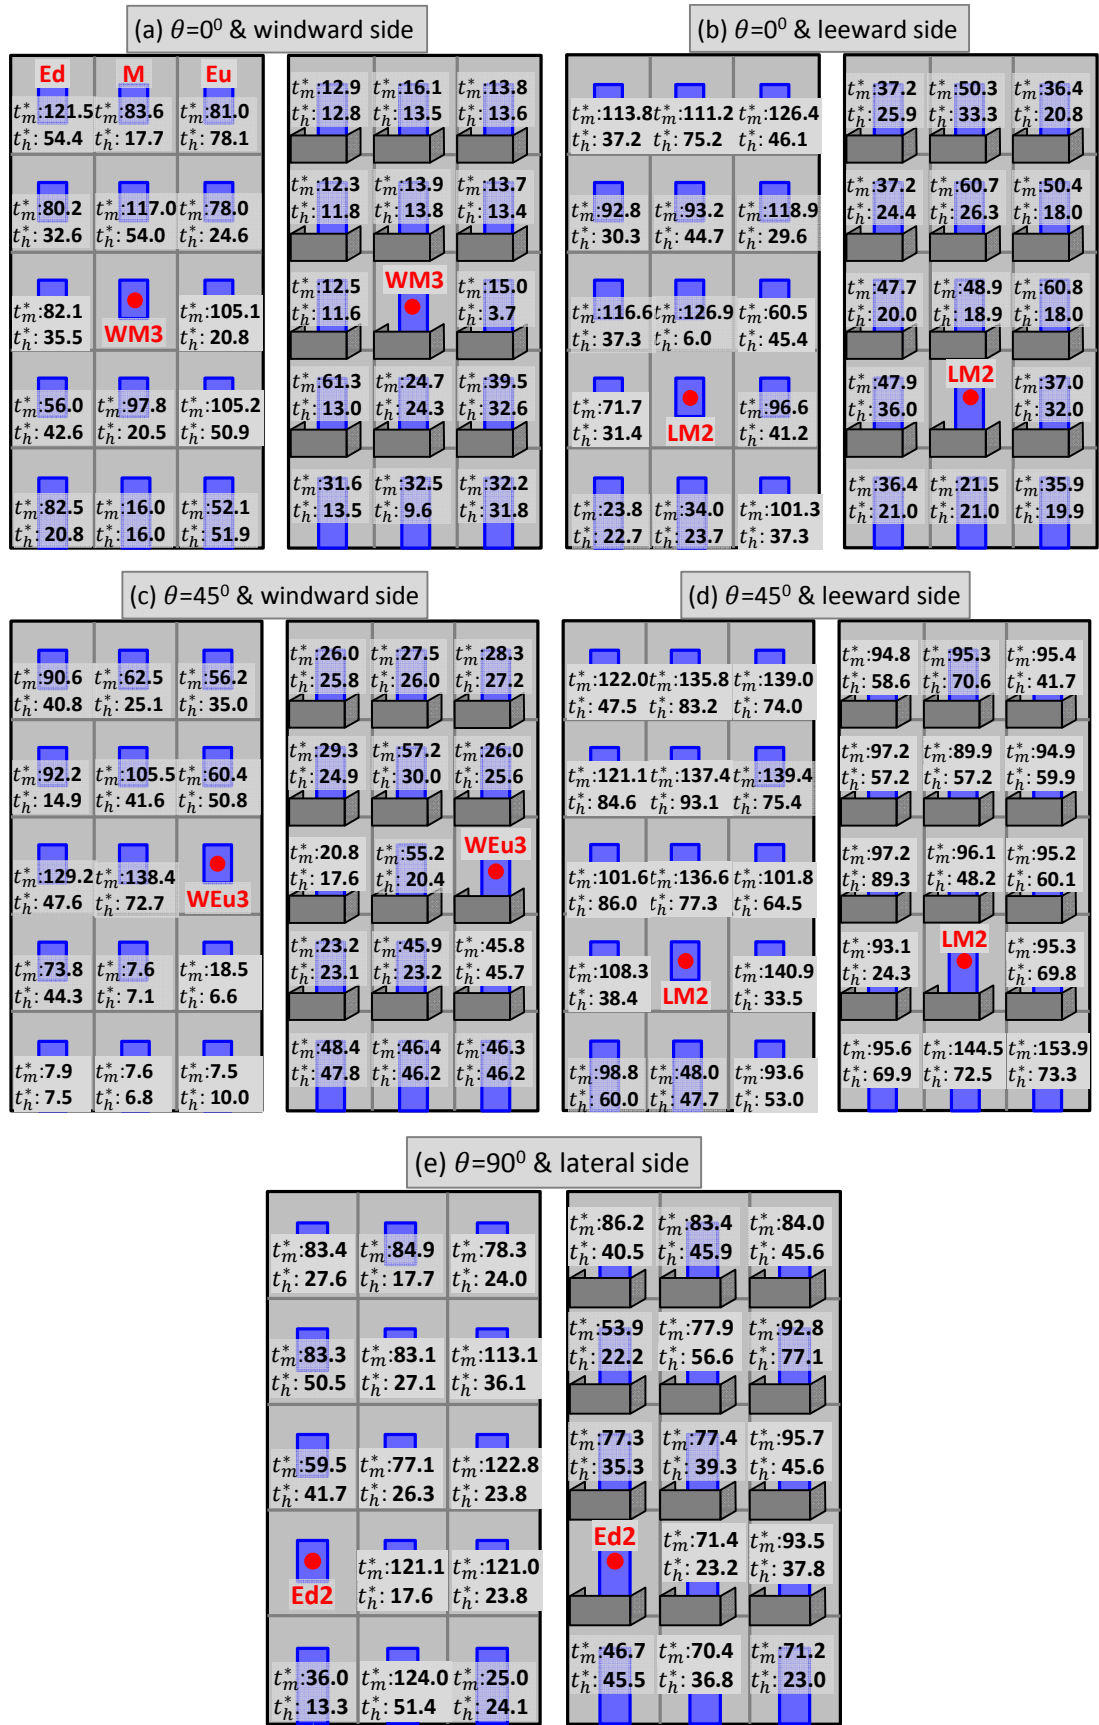 (a) θ=0⁰ & windward side
Ed M Eu
t*m:121.5 t*m:83.6 t*m:81.0
t*h: 54.4 t*h: 17.7 t*h: 78.1
t*m:80.2 t*m:117.0 t*m:78.0
t*h: 32.6 t*h: 54.0 t*h: 24.6
t*m:82.1 t*m:105.1
t*h: 35.5 WM3 t*h: 20.8
t*m:56.0 t*m:97.8 t*m:105.2
t*h: 42.6 t*h: 20.5 t*h: 50.9
t*m:82.5 t*m:16.0 t*m:52.1
t*h: 20.8 t*h: 16.0 t*h: 51.9
t*m:12.9 t*m:16.1 t*m:13.8
t*h: 12.8 t*h: 13.5 t*h: 13.6
t*m:12.3 t*m:13.9 t*m:13.7
t*h: 11.8 t*h: 13.8 t*h: 13.4
t*m:12.5 WM3 t*m:15.0
t*h: 11.6 t*h: 3.7
t*m:61.3 t*m:24.7 t*m:39.5
t*h: 13.0 t*h: 24.3 t*h: 32.6
t*m:31.6 t*m:32.5 t*m:32.2
t*h: 13.5 t*h: 9.6 t*h: 31.8
(b) θ=0⁰ & leeward side
t*m:113.8 t*m:111.2 t*m:126.4
t*h: 37.2 t*h: 75.2 t*h: 46.1
t*m:92.8 t*m:93.2 t*m:118.9
t*h: 30.3 t*h: 44.7 t*h: 29.6
t*m:116.6 t*m:126.9 t*m:60.5
t*h: 37.3 t*h: 6.0 t*h: 45.4
t*m:71.7 t*m:96.6
t*h: 31.4 LM2 t*h: 41.2
t*m:23.8 t*m:34.0 t*m:101.3
t*h: 22.7 t*h: 23.7 t*h: 37.3
t*m:37.2 t*m:50.3 t*m:36.4
t*h: 25.9 t*h: 33.3 t*h: 20.8
t*m:37.2 t*m:60.7 t*m:50.4
t*h: 24.4 t*h: 26.3 t*h: 18.0
t*m:47.7 t*m:48.9 t*m:60.8
t*h: 20.0 t*h: 18.9 t*h: 18.0
t*m:47.9 LM2 t*m:37.0
t*h: 36.0 t*h: 32.0
t*m:36.4 t*m:21.5 t*m:35.9
t*h: 21.0 t*h: 21.0 t*h: 19.9
(c) θ=45⁰ & windward side
t*m:90.6 t*m:62.5 t*m:56.2
t*h: 40.8 t*h: 25.1 t*h: 35.0
t*m:92.2 t*m:105.5 t*m:60.4
t*h: 14.9 t*h: 41.6 t*h: 50.8
t*m:129.2 t*m:138.4
t*h: 47.6 t*h: 72.7 WEu3
t*m:73.8 t*m:7.6 t*m:18.5
t*h: 44.3 t*h: 7.1 t*h: 6.6
t*m:7.9 t*m:7.6 t*m:7.5
t*h: 7.5 t*h: 6.8 t*h: 10.0
t*m:26.0 t*m:27.5 t*m:28.3
t*h: 25.8 t*h: 26.0 t*h: 27.2
t*m:29.3 t*m:57.2 t*m:26.0
t*h: 24.9 t*h: 30.0 t*h: 25.6
t*m:20.8 t*m:55.2 WEu3
t*h: 17.6 t*h: 20.4
t*m:23.2 t*m:45.9 t*m:45.8
t*h: 23.1 t*h: 23.2 t*h: 45.7
t*m:48.4 t*m:46.4 t*m:46.3
t*h: 47.8 t*h: 46.2 t*h: 46.2
(d) θ=45⁰ & leeward side
t*m:122.0 t*m:135.8 t*m:139.0
t*h: 47.5 t*h: 83.2 t*h: 74.0
t*m:121.1 t*m:137.4 t*m:139.4
t*h: 84.6 t*h: 93.1 t*h: 75.4
t*m:101.6 t*m:136.6 t*m:101.8
t*h: 86.0 t*h: 77.3 t*h: 64.5
t*m:108.3 t*m:140.9
t*h: 38.4 LM2 t*h: 33.5
t*m:98.8 t*m:48.0 t*m:93.6
t*h: 60.0 t*h: 47.7 t*h: 53.0
t*m:94.8 t*m:95.3 t*m:95.4
t*h: 58.6 t*h: 70.6 t*h: 41.7
t*m:97.2 t*m:89.9 t*m:94.9
t*h: 57.2 t*h: 57.2 t*h: 59.9
t*m:97.2 t*m:96.1 t*m:95.2
t*h: 89.3 t*h: 48.2 t*h: 60.1
t*m:93.1 LM2 t*m:95.3
t*h: 24.3 t*h: 69.8
t*m:95.6 t*m:144.5 t*m:153.9
t*h: 69.9 t*h: 72.5 t*h: 73.3
(e) θ=90⁰ & lateral side
t*m:83.4 t*m:84.9 t*m:78.3
t*h: 27.6 t*h: 17.7 t*h: 24.0
t*m:83.3 t*m:83.1 t*m:113.1
t*h: 50.5 t*h: 27.1 t*h: 36.1
t*m:59.5 t*m:77.1 t*m:122.8
t*h: 41.7 t*h: 26.3 t*h: 23.8
t*m:121.1 t*m:121.0
Ed2 t*h: 17.6 t*h: 23.8
t*m:36.0 t*m:124.0 t*m:25.0
t*h: 13.3 t*h: 51.4 t*h: 24.1
t*m:86.2 t*m:83.4 t*m:84.0
t*h: 40.5 t*h: 45.9 t*h: 45.6
t*m:53.9 t*m:77.9 t*m:92.8
t*h: 22.2 t*h: 56.6 t*h: 77.1
t*m:77.3 t*m:77.4 t*m:95.7
t*h: 35.3 t*h: 39.3 t*h: 45.6
Ed2 t*m:71.4 t*m:93.5
t*h: 23.2 t*h: 37.8
t*m:46.7 t*m:70.4 t*m:71.2
t*h: 45.5 t*h: 36.8 t*h: 23.0